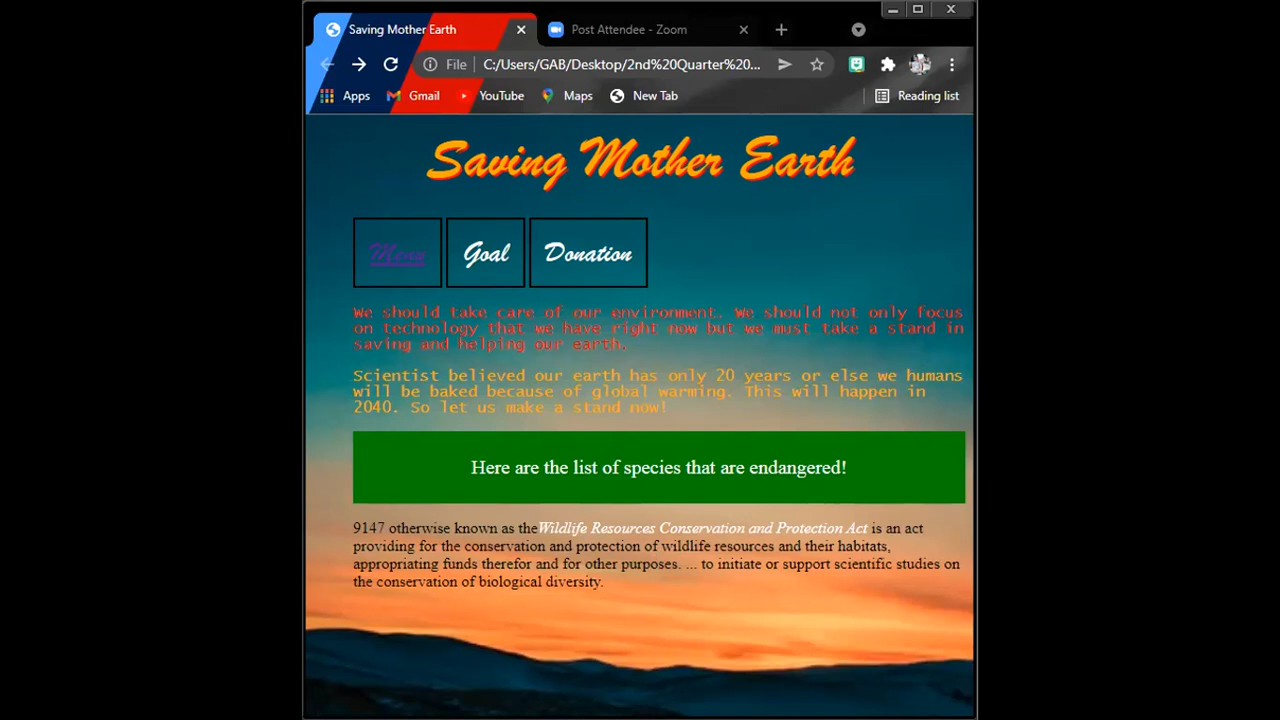 Saving Mother Earth
Post Attendee - Zoom
File
C:/Users/GAB/Desktop/2nd%20Quarter%20...
Apps
Gmail
YouTube
Maps
New Tab
Reading list
Saving Mother Earth
Menu
Goal
Donation
We should take care of our environment. We should not only focus
on technology that we have right now but we must take a stand in
saving and helping our earth.
Scientist believed our earth has only 20 years or else we humans
will be baked because of global warming. This will happen in
2040. So let us make a stand now!
Here are the list of species that are endangered!
9147 otherwise known as theWildlife Resources Conservation and Protection Act is an act
providing for the conservation and protection of wildlife resources and their habitats,
appropriating funds therefor and for other purposes. ... to initiate or support scientific studies on
the conservation of biological diversity.